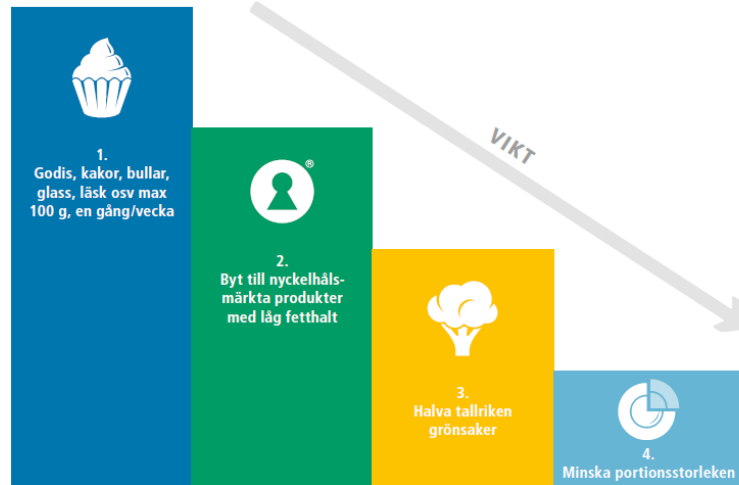 VIKT
1.
Godis, kakor, bullar,
glass, läsk osv max
100 g, en gång/vecka
®
2.
Byt till nyckelhåls-
märkta produkter
med låg fetthalt
3.
Halva tallriken
grönsaker
4.
Minska portionsstorleken